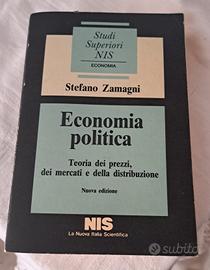 Studi
Superiori
NIS
ECONOMIA
Stefano Zamagni
Economia
politica
Teoria dei prezzi,
dei mercati e della distribuzione
Nuova edizione
NIS
La Nuova Italia Scientifica
subito